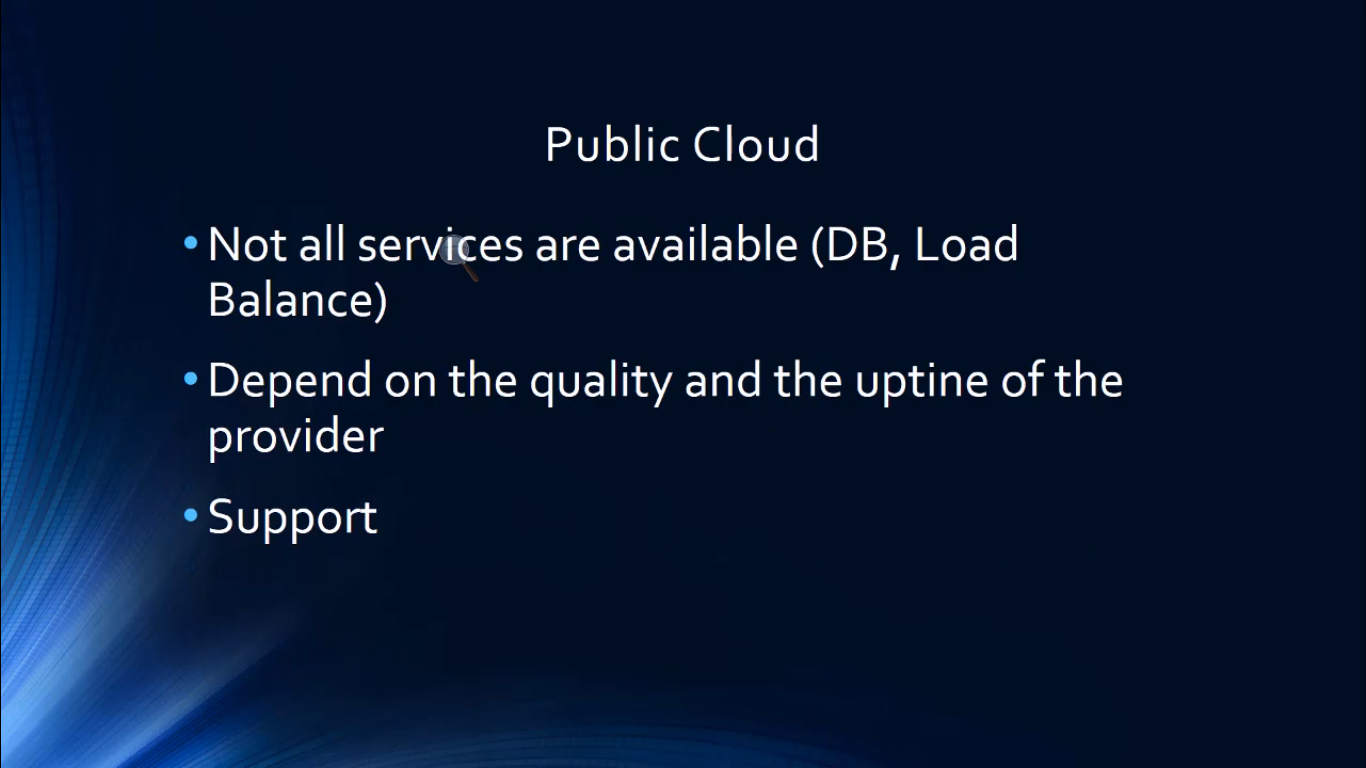 Public Cloud
• Not all services are available (DB, Load
Balance)
• Depend on the quality and the uptine of the
provider
• Support